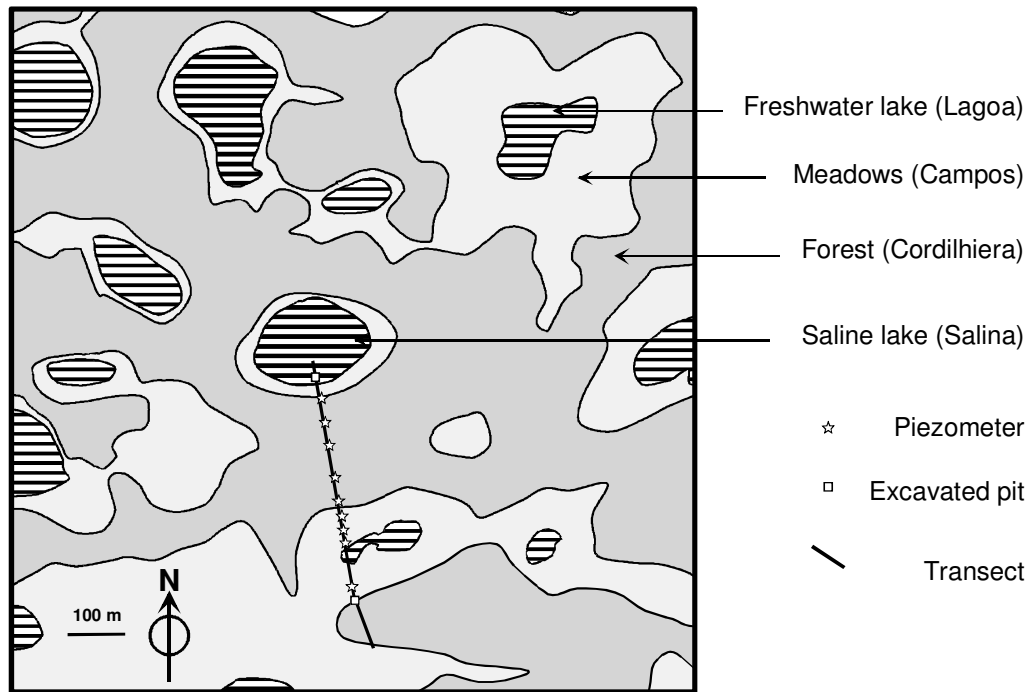 Freshwater lake (Lagoa)
Meadows (Campos)
Forest (Cordilhiera)
Saline lake (Salina)
Piezometer
Excavated pit
Transect
N
100 m